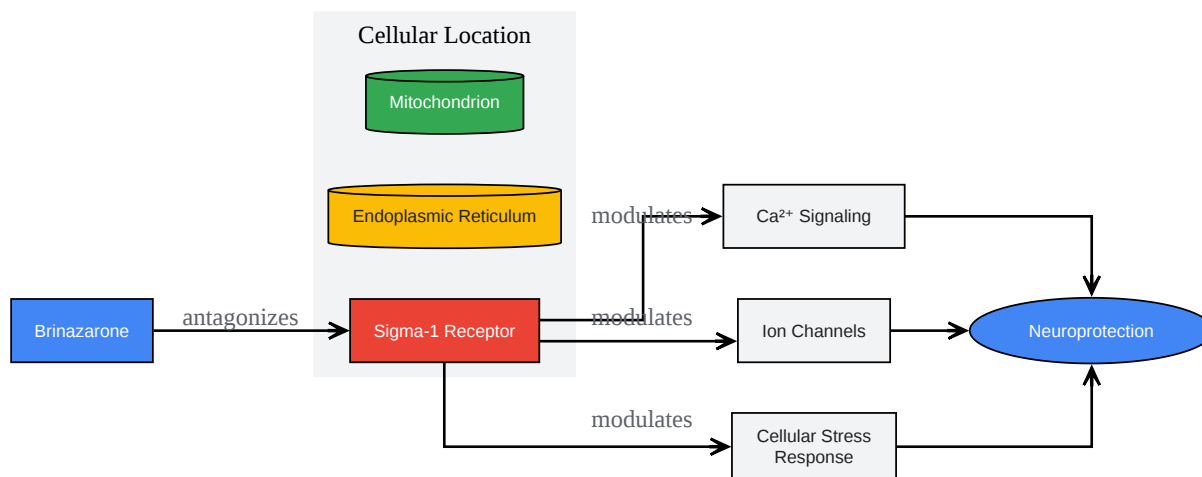 Cellular Location
Mitochondrion
Endoplasmic Reticulum
modulates
Ca²⁺ Signaling
Brinazarone
antagonizes
Sigma-1 Receptor
modulates
Ion Channels
Neuroprotection
modulates
Cellular Stress
Response